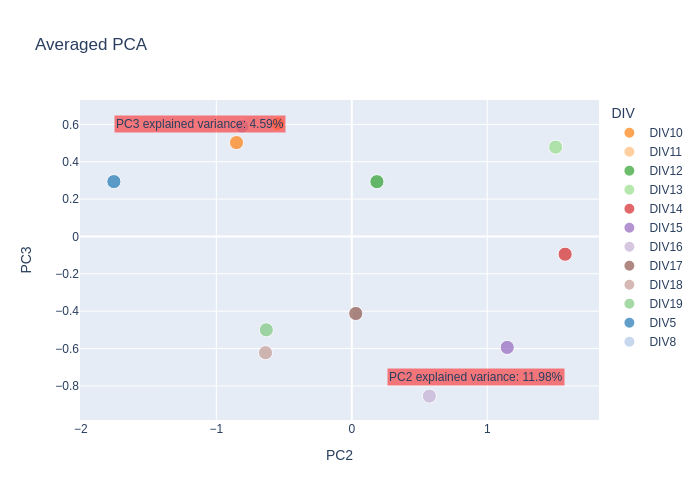 Averaged PCA
PC3 explained variance: 4.59%
PC2 explained variance: 11.98%
0.6
0.4
0.2
0
−0.2
−0.4
−0.6
−0.8
−2
−1
0
1
PC2
PC3
DIV
DIV10
DIV11
DIV12
DIV13
DIV14
DIV15
DIV16
DIV17
DIV18
DIV19
DIV5
DIV8